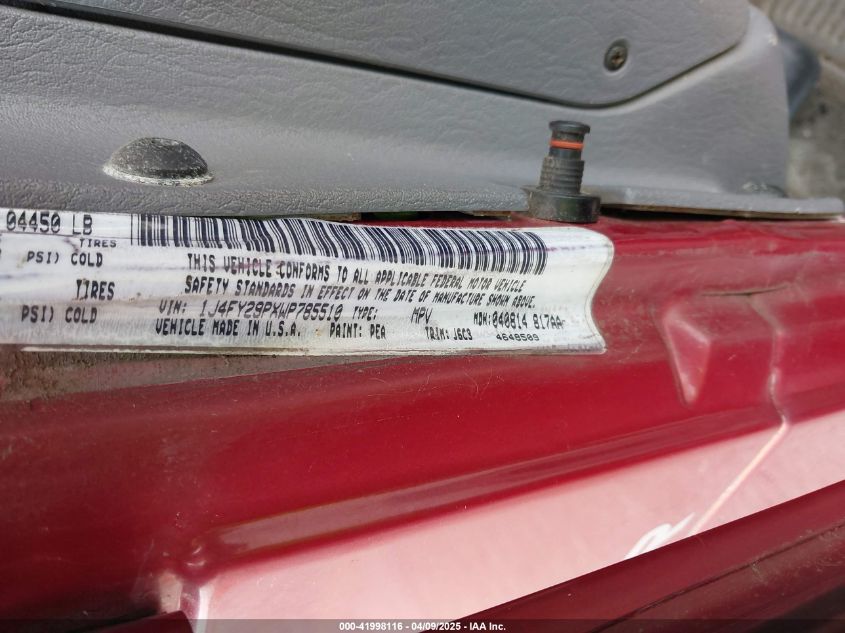 04450 LB
TIRES
PSI) COLD
TIRES
PSI) COLD
THIS VEHICLE CONFORMS TO ALL APPLICABLE FEDERAL MOTOR VEHICLE
SAFETY STANDARDS IN EFFECT ON THE DATE OF MANUFACTURE SHOWN ABOVE.
VIN: 1J4FY29PXWP785510 TYPE: MPV MDH:040814 817AA
VEHICLE MADE IN U.S.A. PAINT: PEA TRIM: J6C3 4648509
000-41998116 - 04/09/2025 - IAA Inc.